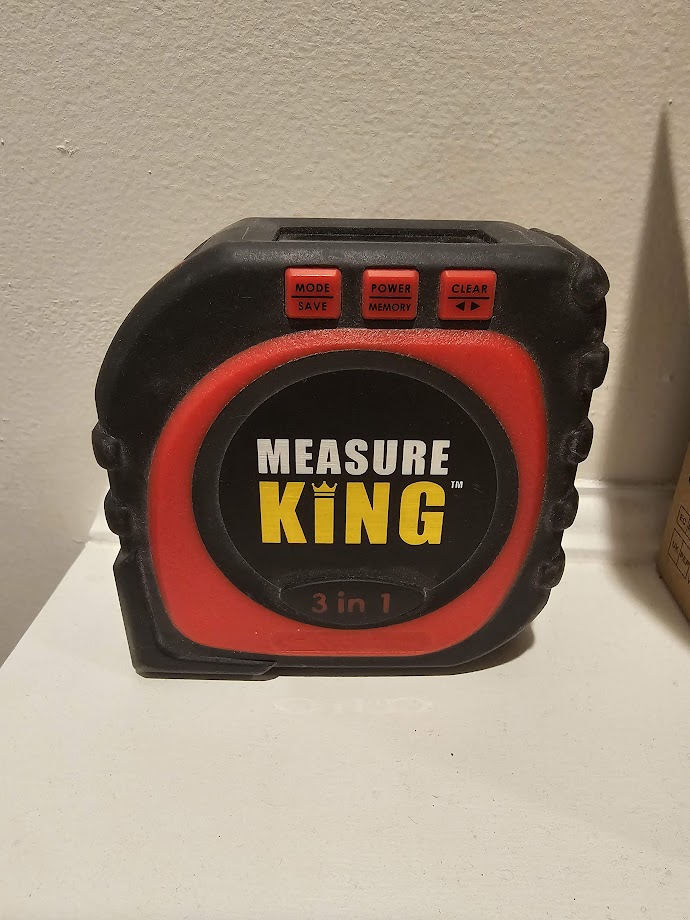 MODE
SAVE
POWER
MEMORY
CLEAR
◀ ▶
MEASURE
KiNG™
3 in 1